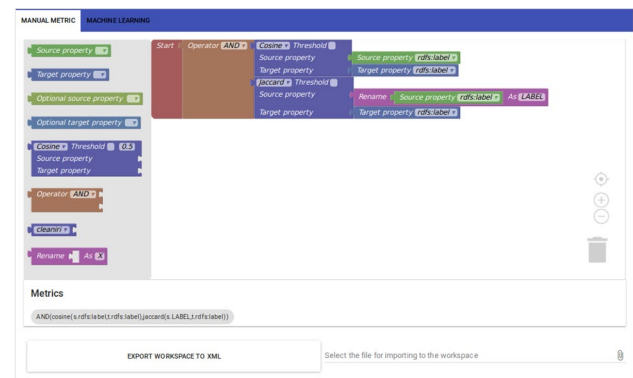 MANUAL METRIC MACHINE LEARNING
Source property
Target property
Optional source property
Optional target property
Cosine Threshold 0.5
Source property
Target property
Operator AND
cleaniri
Rename As X
Start Operator AND Cosine Threshold
Source property Source property rdfs:label
Target property Target property rdfs:label
jaccard Threshold
Source property Rename Source property rdfs:label As LABEL
Target property Target property rdfs:label
Metrics
AND(cosine(s.rdfs:label,t.rdfs:label),jaccard(s.LABEL,t.rdfs:label))
EXPORT WORKSPACE TO XML Select the file for importing to the workspace